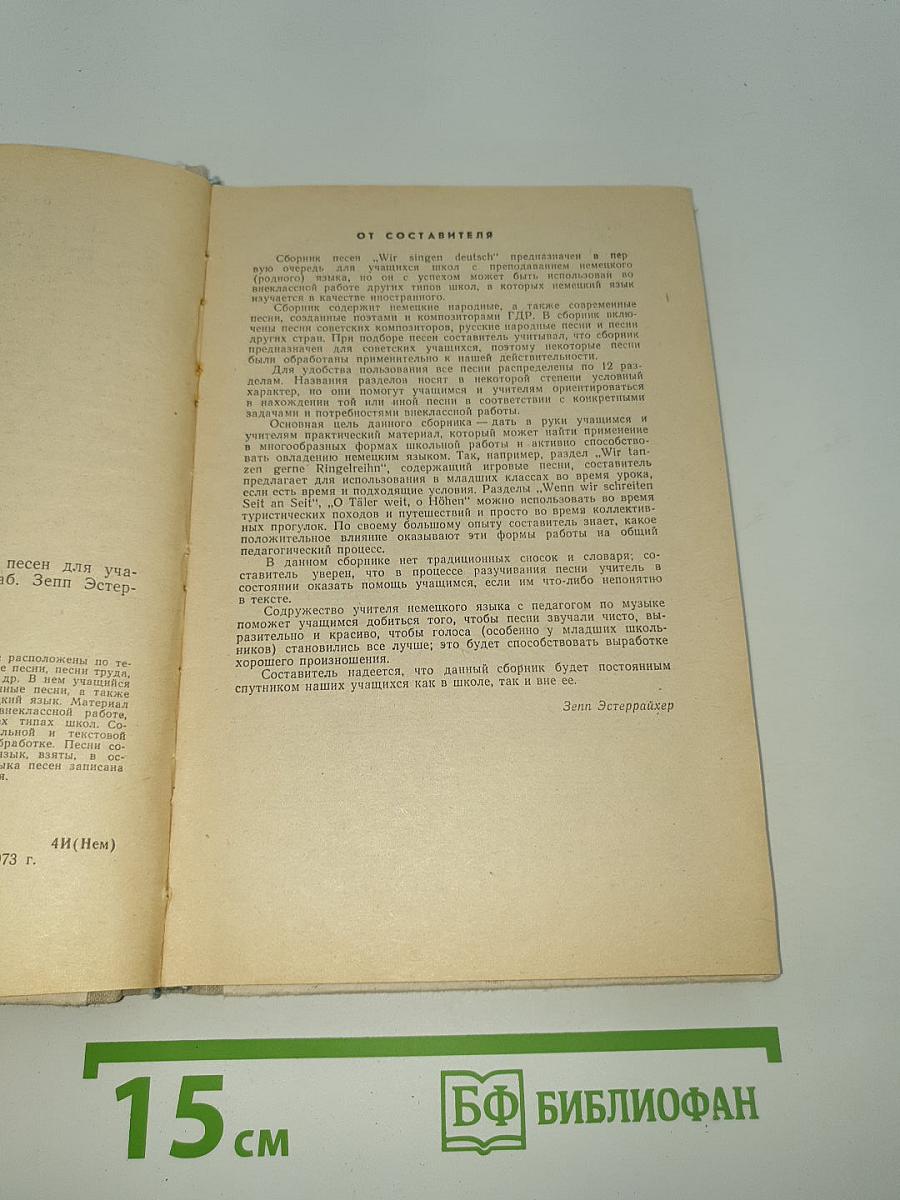 песен для уча-
аб. Зепп Эстер-
расположены по те-
е песни, песни труда,
др. В нем учащийся
нные песни, а также
цкий язык. Материал
внеклассной работе,
ех типах школ. Со-
льной и текстовой
обработке. Песни со-
язык, взяты, в ос-
ыка песен записана
я.
4И(Нем)
973 г.
ОТ СОСТАВИТЕЛЯ
Сборник песен „Wir singen deutsch“ предназначен в пер
вую очередь для учащихся школ с преподаванием немецкого
(родного) языка, но он с успехом может быть использован во
внеклассной работе других типов школ, в которых немецкий язык
изучается в качестве иностранного.
Сборник содержит немецкие народные, а также современные
песни, созданные поэтами и композиторами ГДР. В сборник вклю-
чены песни советских композиторов, русские народные песни и песни
других стран. При подборе песен составитель учитывал, что сборник
предназначен для советских учащихся, поэтому некоторые песни
были обработаны применительно к нашей действительности.
Для удобства пользования все песни распределены по 12 раз-
делам. Названия разделов носят в некоторой степени условный
характер, но они помогут учащимся и учителям ориентироваться
в нахождении той или иной песни в соответствии с конкретными
задачами и потребностями внеклассной работы.
Основная цель данного сборника — дать в руки учащимся и
учителям практический материал, который может найти применение
в многообразных формах школьной работы и активно способство-
вать овладению немецким языком. Так, например, раздел „Wir tan-
zen gerne Ringelreihn“, содержащий игровые песни, составитель
предлагает для использования в младших классах во время урока,
если есть время и подходящие условия. Разделы „Wenn wir schreiten
Seit an Seit“, „O Täler weit, o Höhen“ можно использовать во время
туристических походов и путешествий и просто во время коллектив-
ных прогулок. По своему большому опыту составитель знает, какое
положительное влияние оказывают эти формы работы на общий
педагогический процесс.
В данном сборнике нет традиционных сносок и словаря; со-
ставитель уверен, что в процессе разучивания песни учитель в
состоянии оказать помощь учащимся, если им что-либо непонятно
в тексте.
Содружество учителя немецкого языка с педагогом по музыке
поможет учащимся добиться того, чтобы песни звучали чисто, вы-
разительно и красиво, чтобы голоса (особенно у младших школь-
ников) становились все лучше; это будет способствовать выработке
хорошего произношения.
Составитель надеется, что данный сборник будет постоянным
спутником наших учащихся как в школе, так и вне ее.
Зепп Эстеррайхер
15 см
БФ БИБЛИОФАН